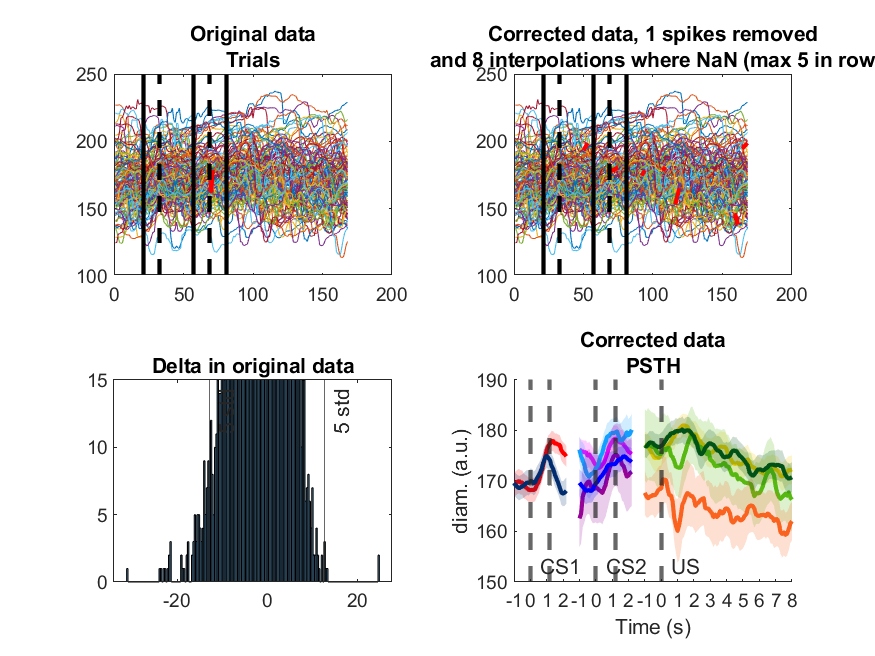 Original data
Trials
250
200
150
100
0 50 100 150 200
Corrected data, 1 spikes removed
and 8 interpolations where NaN (max 5 in row
250
200
150
100
0 50 100 150 200
Delta in original data
15
10
5
0
-20 0 20
5 std
Corrected data
PSTH
190
180
170
160
150
diam. (a.u.)
CS1 CS2 US
-1 0 1 2 -1 0 1 2 -1 0 1 2 3 4 5 6 7 8
Time (s)